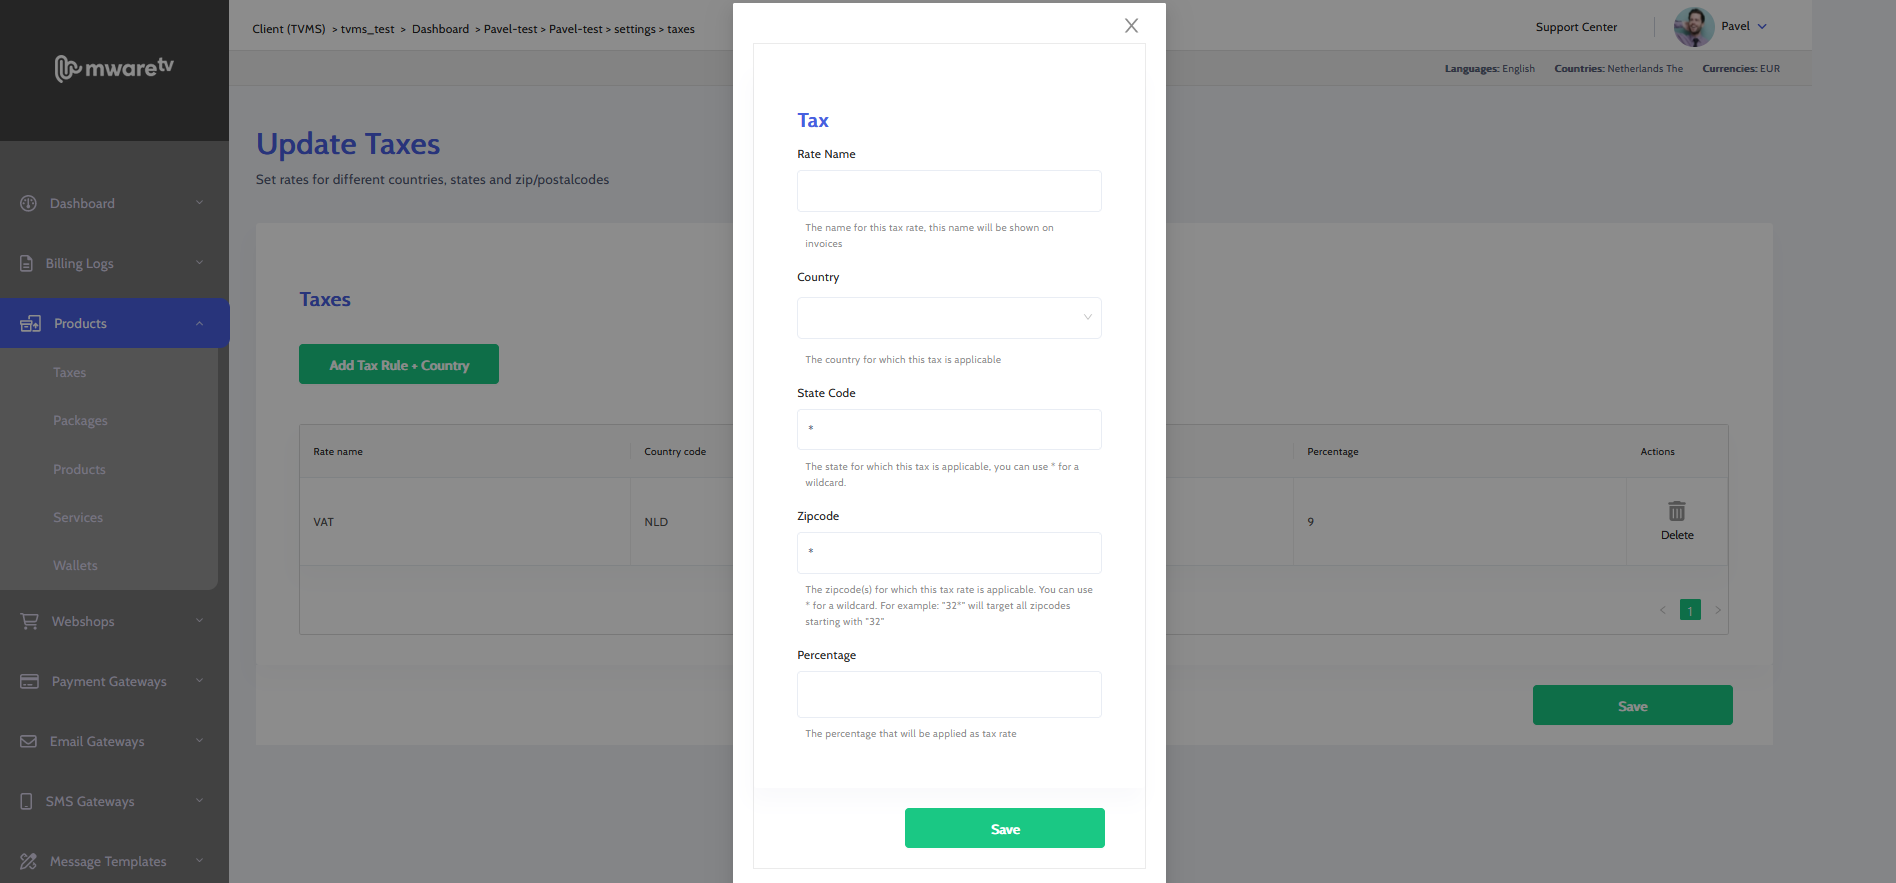 mwaretv
Client (TVMS) > tvms_test > Dashboard > Pavel-test > Pavel-test > settings > taxes
Support Center
Pavel
Languages: English Countries: Netherlands The Currencies: EUR
Update Taxes
Set rates for different countries, states and zip/postalcodes
Dashboard
Billing Logs
Products
Taxes
Packages
Products
Services
Wallets
Webshops
Payment Gateways
Email Gateways
SMS Gateways
Message Templates
Taxes
Add Tax Rule + Country
Rate name Country code Percentage Actions
VAT NLD 9 Delete
< 1 >
Save
Tax
Rate Name
The name for this tax rate, this name will be shown on
invoices
Country
The country for which this tax is applicable
State Code
*
The state for which this tax is applicable, you can use * for a
wildcard.
Zipcode
*
The zipcode(s) for which this tax rate is applicable. You can use
* for a wildcard. For example: "32*" will target all zipcodes
starting with "32"
Percentage
The percentage that will be applied as tax rate
Save